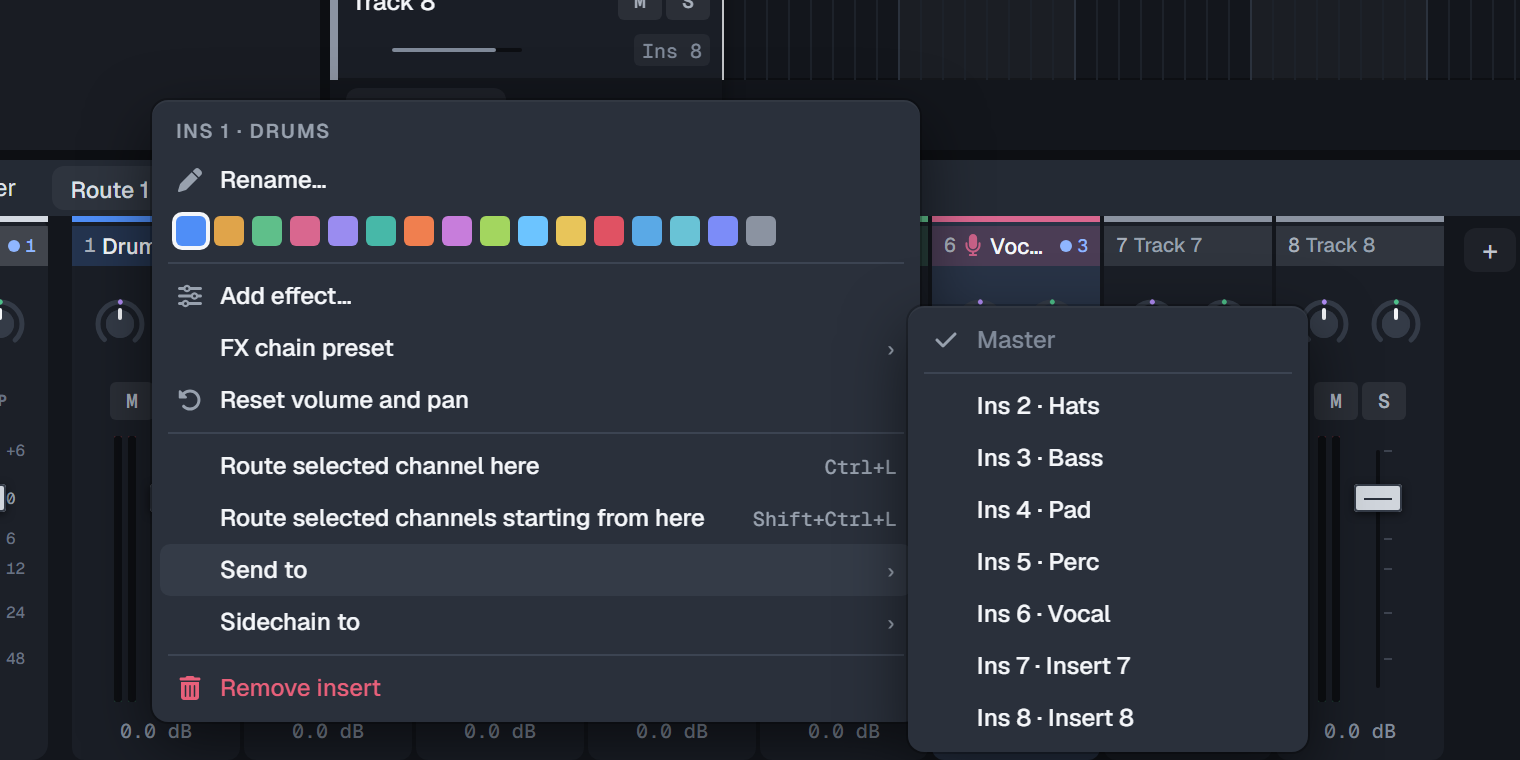 Track 8
M S
Ins 8
INS 1 · DRUMS
Rename...
er
Route 1
1
1 Drum
6 Voc... 3
7 Track 7
8 Track 8
+
Add effect...
FX chain preset ›
Reset volume and pan
Route selected channel here Ctrl+L
Route selected channels starting from here Shift+Ctrl+L
Send to ›
Sidechain to ›
Remove insert
Master
Ins 2 · Hats
Ins 3 · Bass
Ins 4 · Pad
Ins 5 · Perc
Ins 6 · Vocal
Ins 7 · Insert 7
Ins 8 · Insert 8
P
M
M S
+6
0
6
12
24
48
0.0 dB 0.0 dB 0.0 dB 0.0 dB 0.0 dB 0.0 dB